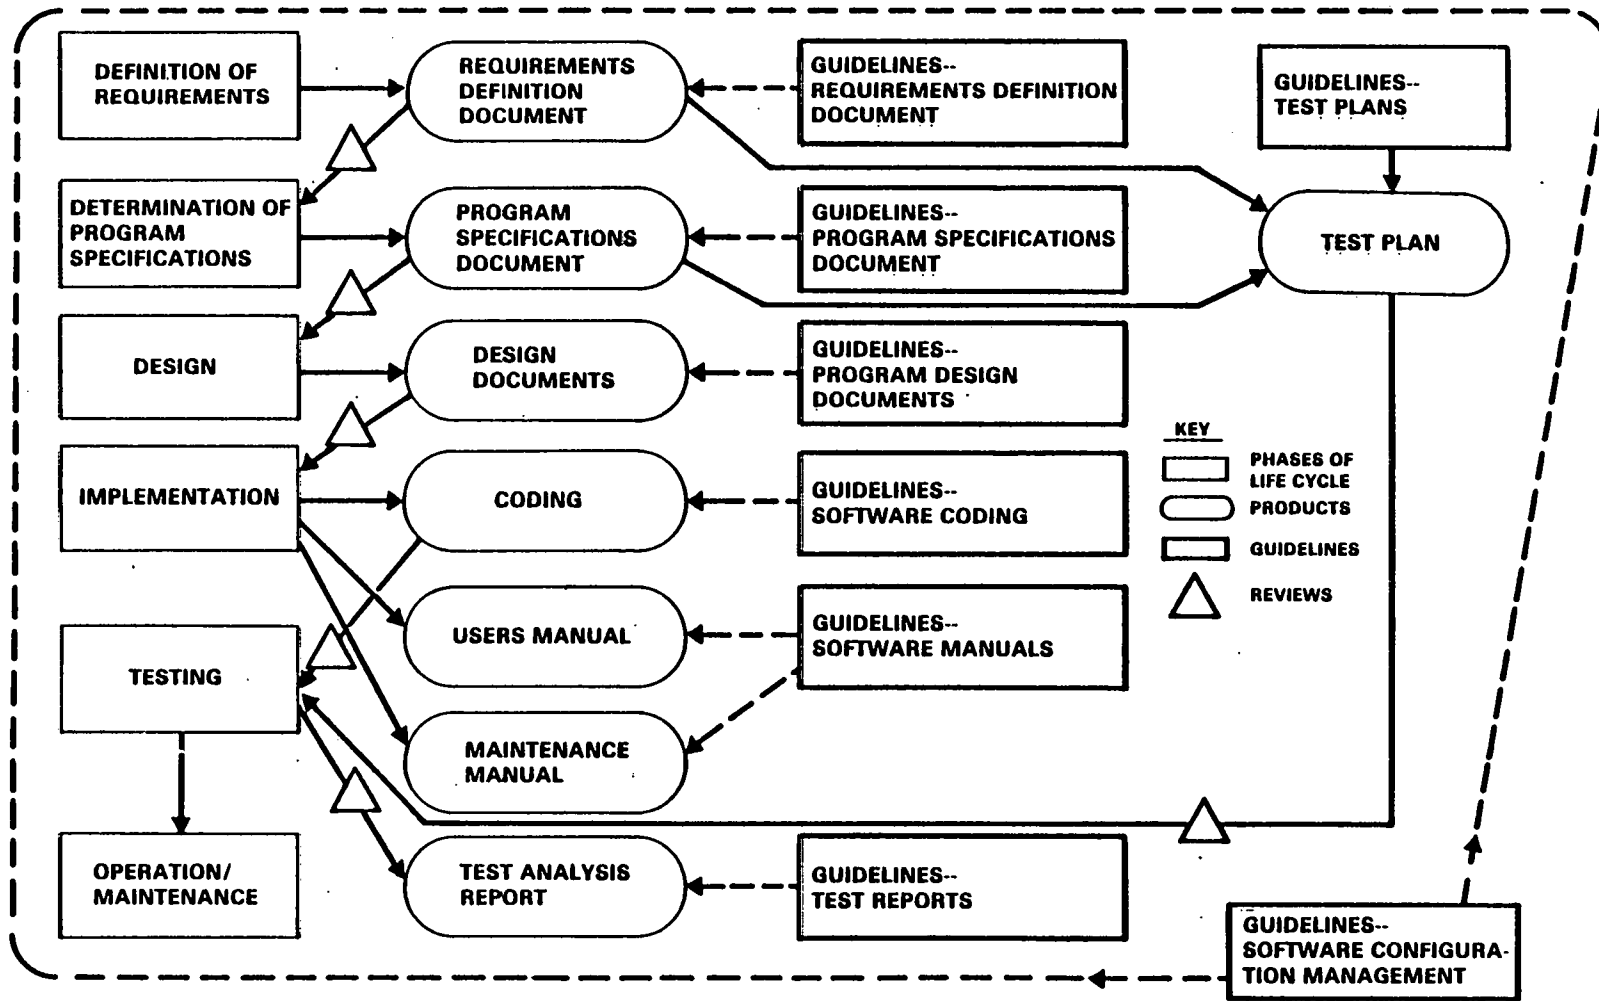 DEFINITION OF
REQUIREMENTS
REQUIREMENTS
DEFINITION
DOCUMENT
GUIDELINES--
REQUIREMENTS DEFINITION
DOCUMENT
GUIDELINES--
TEST PLANS
DETERMINATION OF
PROGRAM
SPECIFICATIONS
PROGRAM
SPECIFICATIONS
DOCUMENT
GUIDELINES--
PROGRAM SPECIFICATIONS
DOCUMENT
TEST PLAN
DESIGN
DESIGN
DOCUMENTS
GUIDELINES--
PROGRAM DESIGN
DOCUMENTS
IMPLEMENTATION
CODING
GUIDELINES--
SOFTWARE CODING
KEY
PHASES OF
LIFE CYCLE
PRODUCTS
GUIDELINES
REVIEWS
TESTING
USERS MANUAL
GUIDELINES--
SOFTWARE MANUALS
MAINTENANCE
MANUAL
OPERATION/
MAINTENANCE
TEST ANALYSIS
REPORT
GUIDELINES--
TEST REPORTS
GUIDELINES--
SOFTWARE CONFIGURA-
TION MANAGEMENT